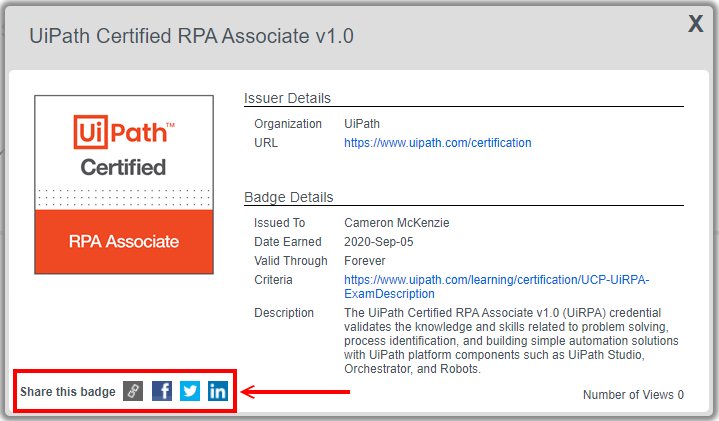 UiPath Certified RPA Associate v1.0
X
UiPath™
Certified
RPA Associate
Issuer Details
Organization UiPath
URL https://www.uipath.com/certification
Badge Details
Issued To Cameron McKenzie
Date Earned 2020-Sep-05
Valid Through Forever
Criteria https://www.uipath.com/learning/certification/UCP-UiRPA-
ExamDescription
Description The UiPath Certified RPA Associate v1.0 (UiRPA) credential
validates the knowledge and skills related to problem solving,
process identification, and building simple automation solutions
with UiPath platform components such as UiPath Studio,
Orchestrator, and Robots.
Share this badge f in
Number of Views 0